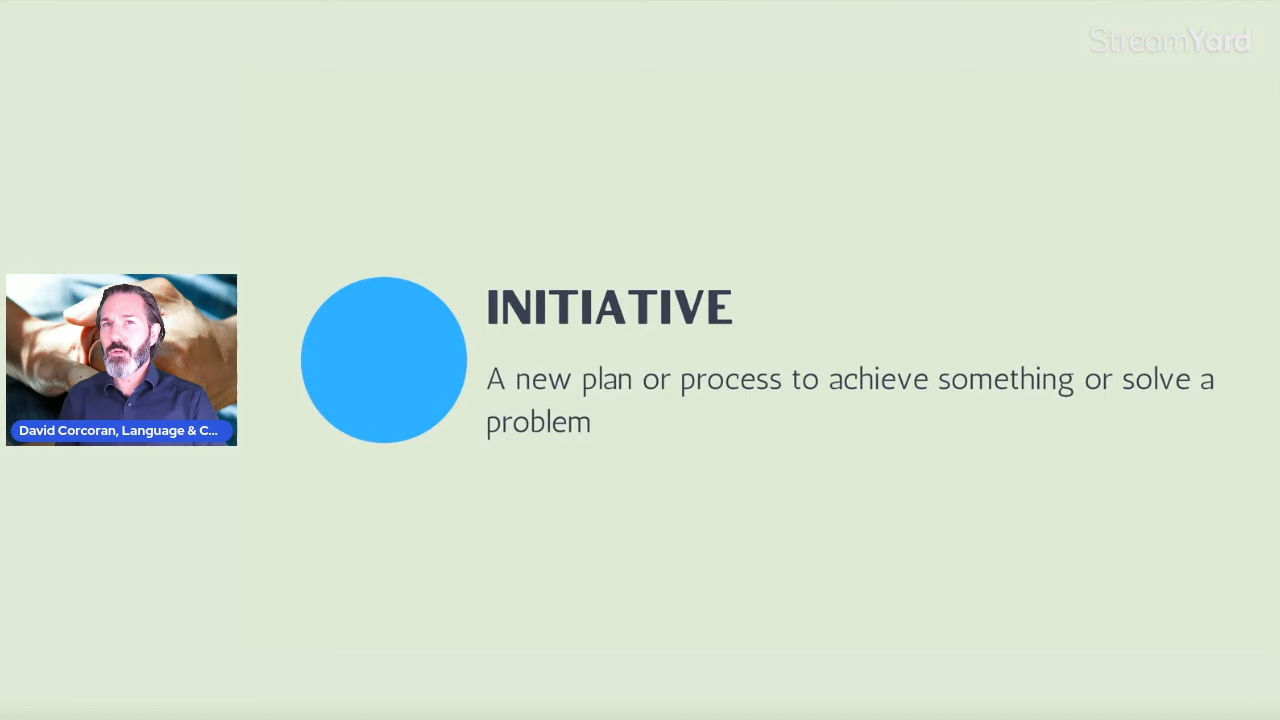 StreamYard
INITIATIVE
A new plan or process to achieve something or solve a
problem
David Corcoran, Language & C...